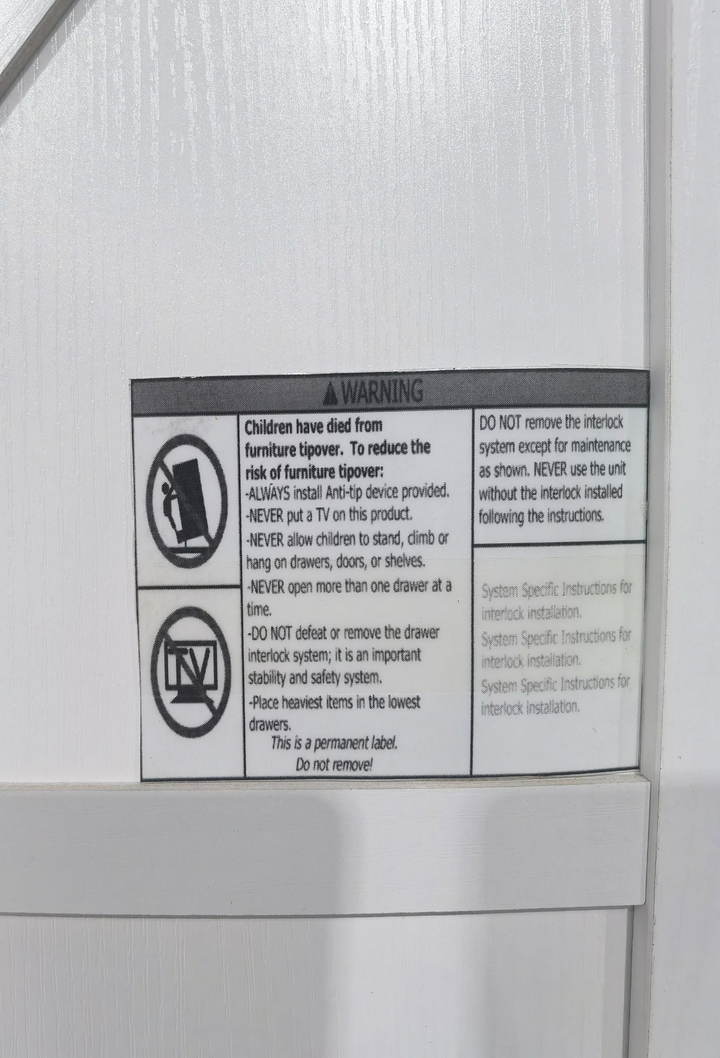 WARNING
Children have died from
furniture tipover. To reduce the
risk of furniture tipover:
-ALWAYS install Anti-tip device provided.
-NEVER put a TV on this product.
-NEVER allow children to stand, climb or
hang on drawers, doors, or shelves.
-NEVER open more than one drawer at a
time.
-DO NOT defeat or remove the drawer
interlock system; it is an important
stability and safety system.
-Place heaviest items in the lowest
drawers.
This is a permanent label.
Do not remove!
DO NOT remove the interlock
system except for maintenance
as shown. NEVER use the unit
without the interlock installed
following the instructions.
System Specific Instructions for
interlock installation.
System Specific Instructions for
interlock installation.
System Specific Instructions for
interlock installation.
TV